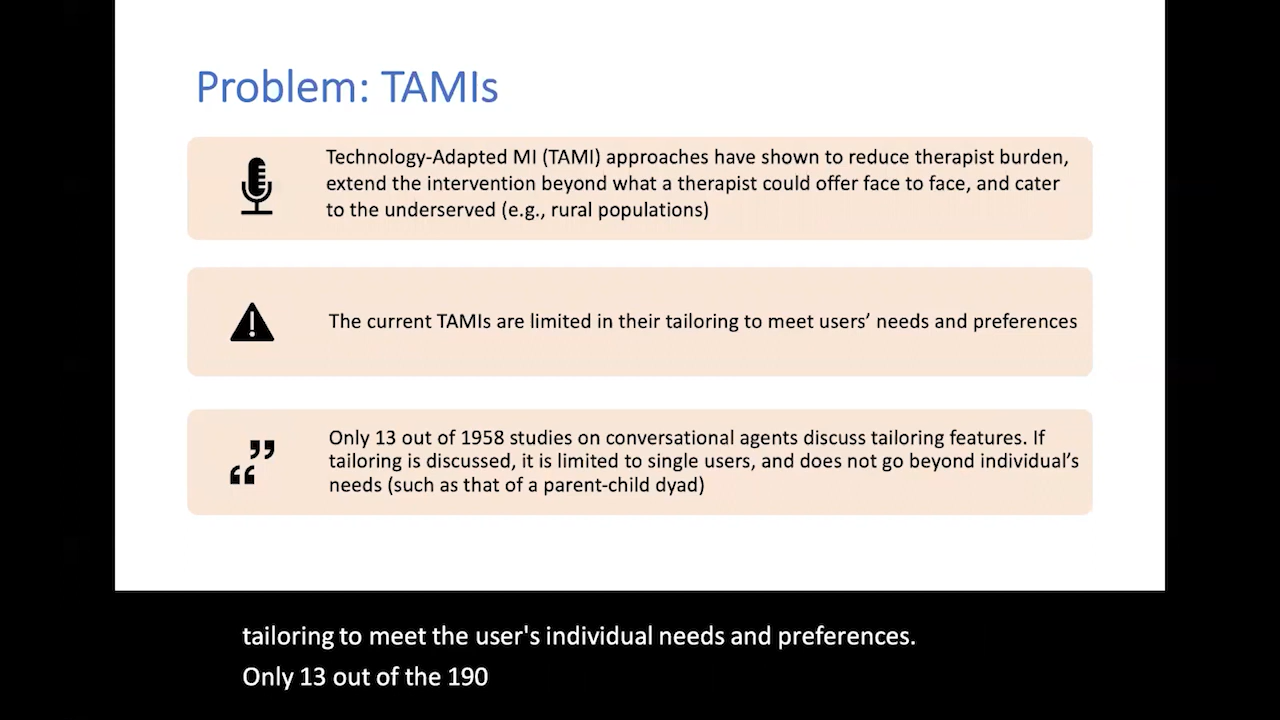 Problem: TAMIs
Technology-Adapted MI (TAMI) approaches have shown to reduce therapist burden,
extend the intervention beyond what a therapist could offer face to face, and cater
to the underserved (e.g., rural populations)
The current TAMIs are limited in their tailoring to meet users’ needs and preferences
Only 13 out of 1958 studies on conversational agents discuss tailoring features. If
tailoring is discussed, it is limited to single users, and does not go beyond individual’s
needs (such as that of a parent-child dyad)
tailoring to meet the user's individual needs and preferences.
Only 13 out of the 190